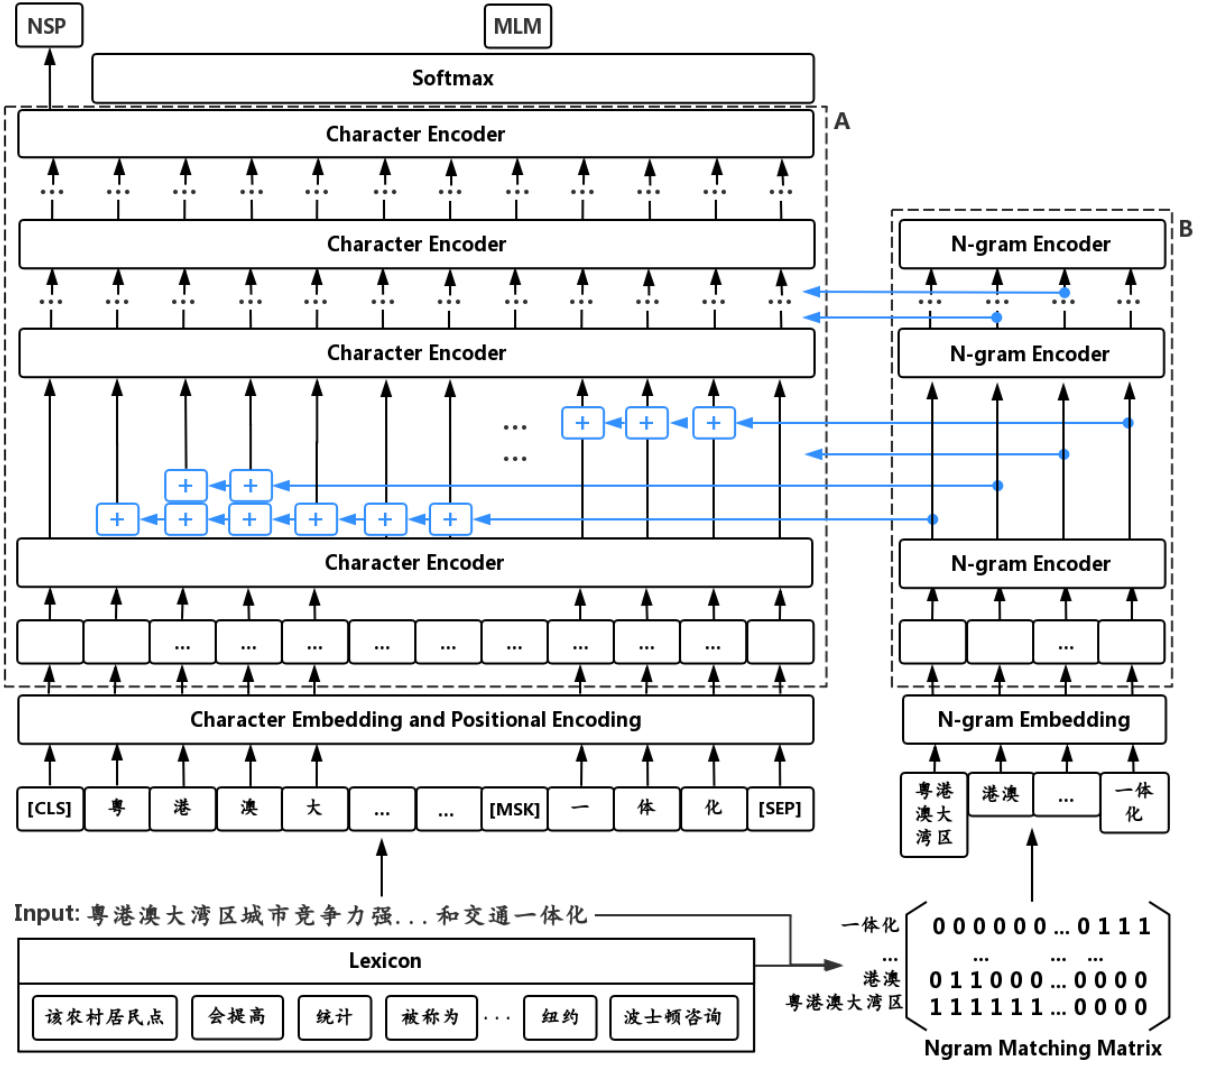 NSP
MLM
Softmax
A
Character Encoder
... ... ... ... ... ... ... ... ... ... ... ...
Character Encoder
N-gram Encoder
B
... ... ... ... ... ... ... ... ... ... ... ...
... ... ... ...
Character Encoder
N-gram Encoder
... + + +
...
+ +
+ + + + + +
Character Encoder
N-gram Encoder
... ... ... ... ... ... ... ... ...
...
Character Embedding and Positional Encoding
N-gram Embedding
[CLS] 粤 港 澳 大 ... ... [MSK] 一 体 化 [SEP]
粤港
澳大
湾区
港澳
...
一体
化
Input: 粤港澳大湾区城市竞争力强...和交通一体化
Lexicon
该农村居民点 会提高 统计 被称为 ··· 纽约 波士顿咨询
一体化 0 0 0 0 0 0 ... 0 1 1 1
... ... ... ...
港澳 0 1 1 0 0 0 ... 0 0 0 0
粤港澳大湾区 1 1 1 1 1 1 ... 0 0 0 0
Ngram Matching Matrix